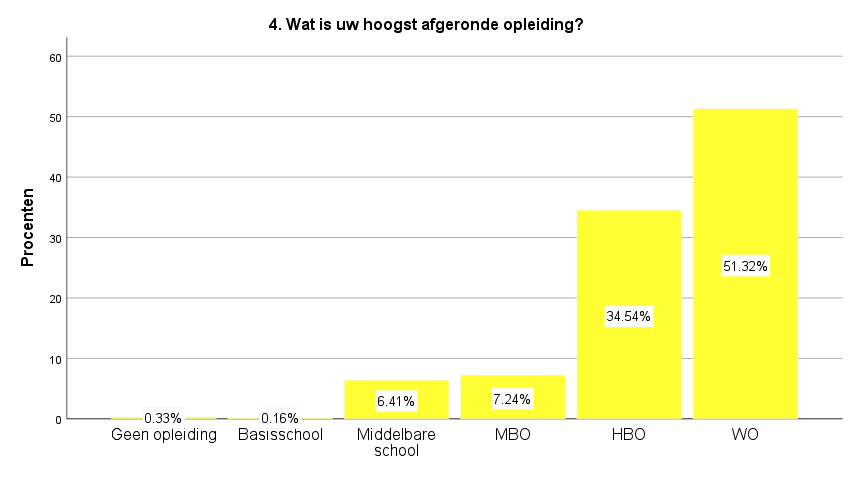 4. Wat is uw hoogst afgeronde opleiding?
Procenten
60
50
40
30
20
10
0
0.33%
0.16%
6.41%
7.24%
34.54%
51.32%
Geen opleiding
Basisschool
Middelbare
school
MBO
HBO
WO